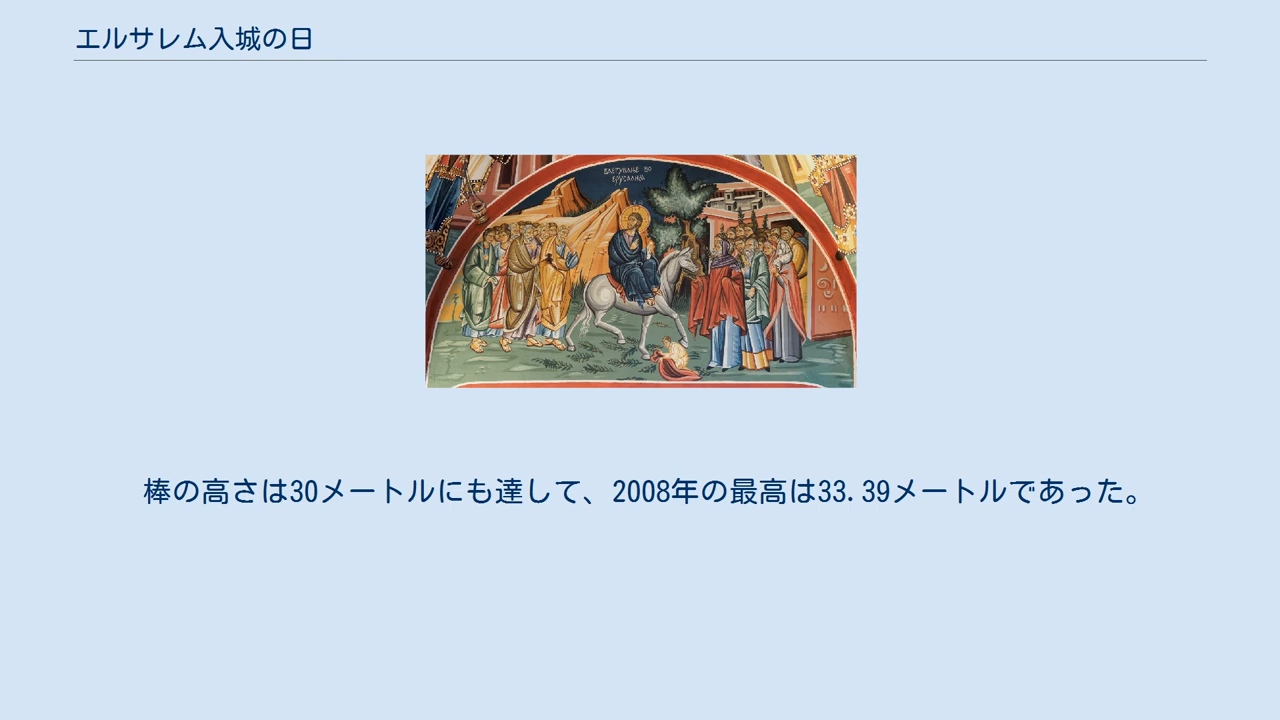 エルサレム入城の日
棒の高さは30メートルにも達して、2008年の最高は33.39メートルであった。